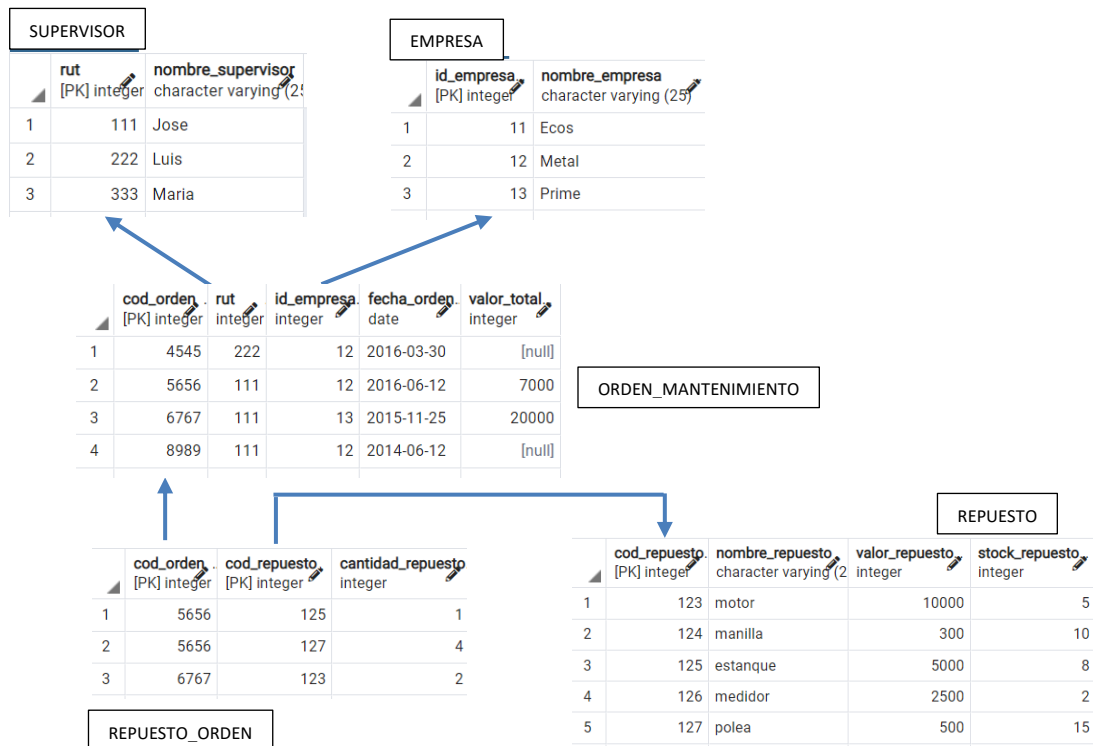 SUPERVISOR
rut nombre_supervisor
[PK] integer character varying (25
1 111 Jose
2 222 Luis
3 333 Maria
EMPRESA
id_empresa nombre_empresa
[PK] integer character varying (25)
1 11 Ecos
2 12 Metal
3 13 Prime
cod_orden rut id_empresa fecha_orden valor_total
[PK] integer integer integer date integer
1 4545 222 12 2016-03-30 [null]
2 5656 111 12 2016-06-12 7000
3 6767 111 13 2015-11-25 20000
4 8989 111 12 2014-06-12 [null]
ORDEN_MANTENIMIENTO
cod_orden cod_repuesto cantidad_repuesto
[PK] integer [PK] integer integer
1 5656 125 1
2 5656 127 4
3 6767 123 2
REPUESTO_ORDEN
REPUESTO
cod_repuesto nombre_repuesto valor_repuesto stock_repuesto
[PK] integer character varying (2 integer integer
1 123 motor 10000 5
2 124 manilla 300 10
3 125 estanque 5000 8
4 126 medidor 2500 2
5 127 polea 500 15